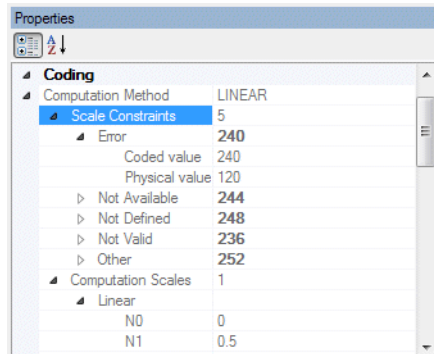 Properties
Coding
Computation Method LINEAR
Scale Constraints 5
Error 240
Coded value 240
Physical value 120
Not Available 244
Not Defined 248
Not Valid 236
Other 252
Computation Scales 1
Linear
N0 0
N1 0.5